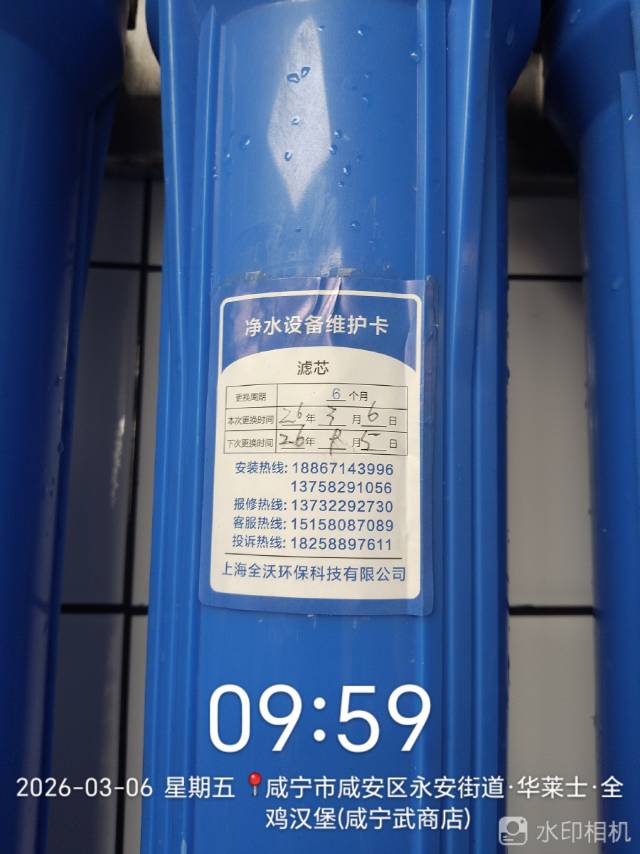 净水设备维护卡
滤芯
更换周期 6 个月
本次更换时间 26年 3 月 6 日
下次更换时间 26年 月 5 日
安装热线: 18867143996
13758291056
报修热线: 13732292730
客服热线: 15158087089
投诉热线: 18258897611
上海全沃环保科技有限公司
09:59
2026-03-06 星期五 咸宁市咸安区永安街道·华莱士·全
鸡汉堡(咸宁武商店)
水印相机